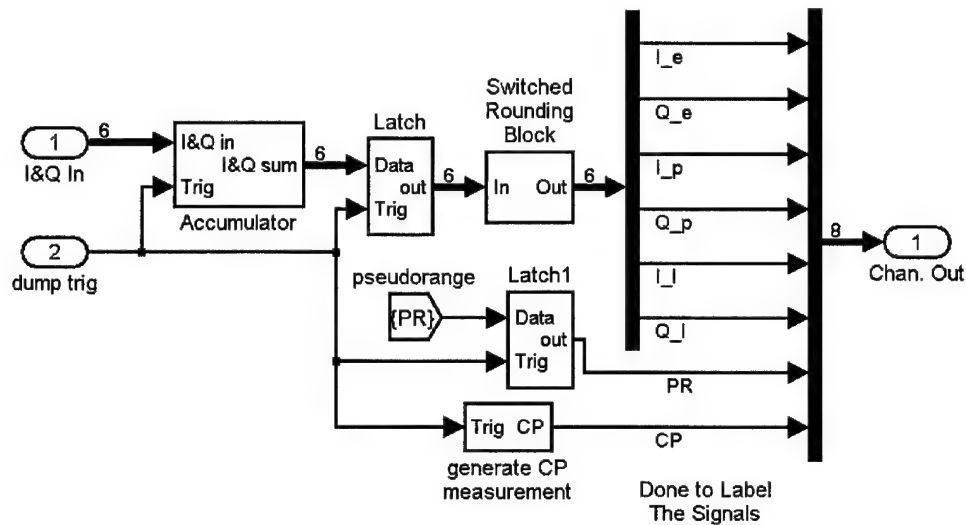 I_e
Switched
Rounding
Block
Q_e
Latch
1
6
I&Q in
I&Q sum
6
Data
out
6
In Out
6
I_p
I&Q In
Trig
Trig
Accumulator
Q_p
2
8
1
dump trig
pseudorange
Latch1
I_l
Chan. Out
{PR}
Data
out
Q_l
Trig
PR
Trig CP
CP
generate CP
measurement
Done to Label
The Signals